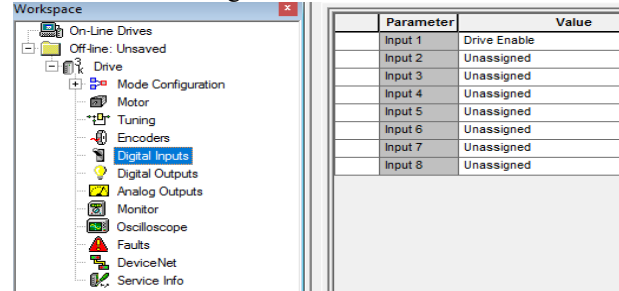 Workspace
x
On-Line Drives
Off-line: Unsaved
Drive
Mode Configuration
Motor
Tuning
Encoders
Digital Inputs
Digital Outputs
Analog Outputs
Monitor
Oscilloscope
Faults
DeviceNet
Service Info
Parameter Value
Input 1 Drive Enable
Input 2 Unassigned
Input 3 Unassigned
Input 4 Unassigned
Input 5 Unassigned
Input 6 Unassigned
Input 7 Unassigned
Input 8 Unassigned